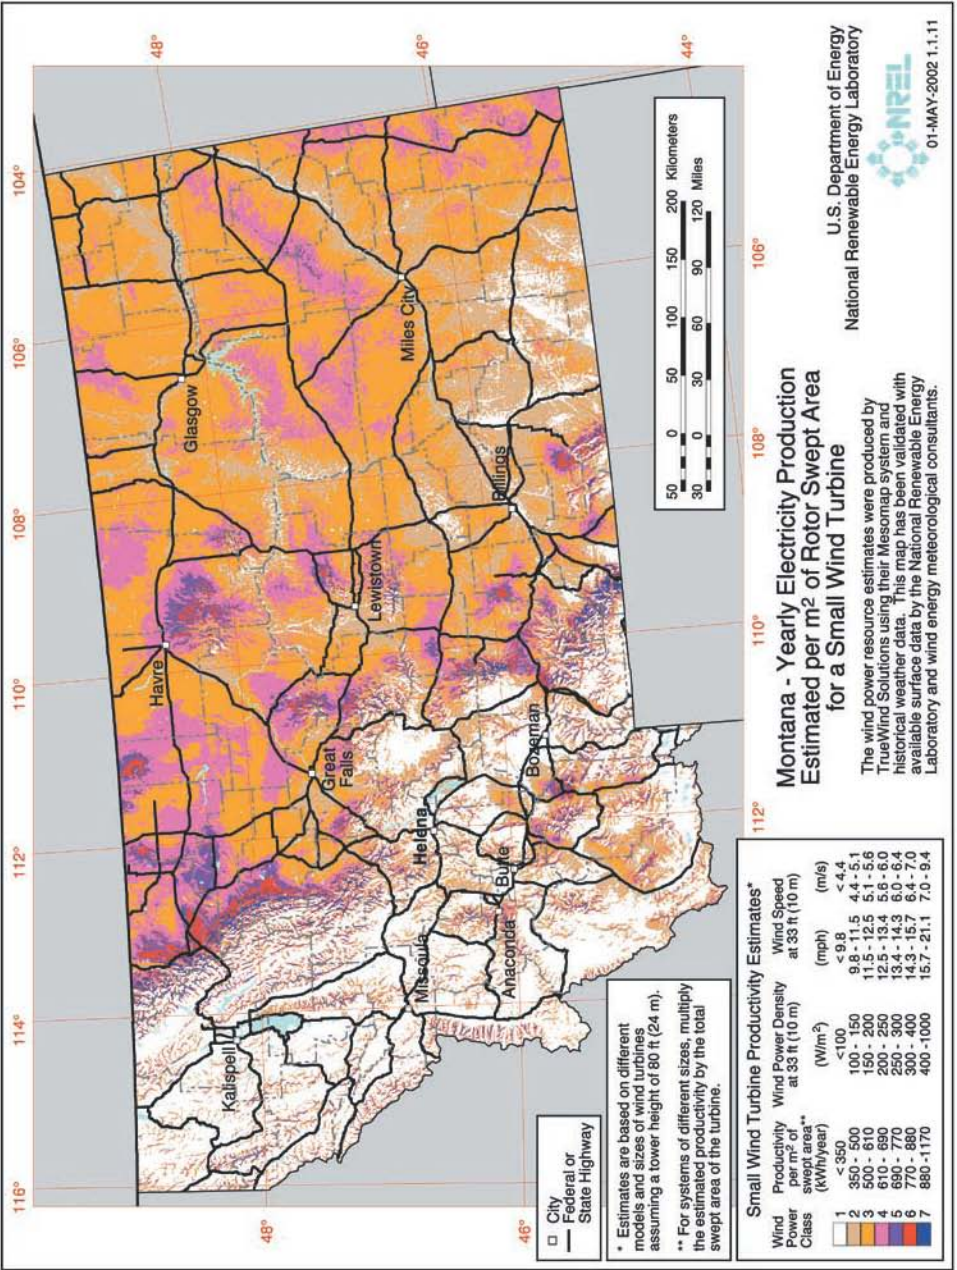 116°
114°
112°
110°
108°
106°
104°
48°
48°
46°
46°
44°
112°
110°
108°
106°
Kalispell
Missoula
Anaconda
Butte
Helena
Great
Falls
Bozeman
Havre
Lewistown
Billings
Glasgow
Miles City
City
Federal or
State Highway
* Estimates are based on different
models and sizes of wind turbines
assuming a tower height of 80 ft (24 m).
** For systems of different sizes, multiply
the estimated productivity by the total
swept area of the turbine.
Small Wind Turbine Productivity Estimates*
Wind Productivity Wind Power Density Wind Speed
Power per m² of at 33 ft (10 m) at 33 ft (10 m)
Class swept area**
(kWh/year) (W/m²) (mph) (m/s)
1 < 350 <100 < 9.8 < 4.4
2 350 - 500 100 - 150 9.8 - 11.5 4.4 - 5.1
3 500 - 610 150 - 200 11.5 - 12.5 5.1 - 5.6
4 610 - 690 200 - 250 12.5 - 13.4 5.6 - 6.0
5 690 - 770 250 - 300 13.4 - 14.3 6.0 - 6.4
6 770 - 880 300 - 400 14.3 - 15.7 6.4 - 7.0
7 880 -1170 400 -1000 15.7 - 21.1 7.0 - 9.4
50 0 50 100 150 200 Kilometers
30 0 30 60 90 120 Miles
Montana - Yearly Electricity Production
Estimated per m² of Rotor Swept Area
for a Small Wind Turbine
The wind power resource estimates were produced by
TrueWind Solutions using their Mesomap system and
historical weather data. This map has been validated with
available surface data by the National Renewable Energy
Laboratory and wind energy meteorological consultants.
U.S. Department of Energy
National Renewable Energy Laboratory
NREL
01-MAY-2002 1.1.11